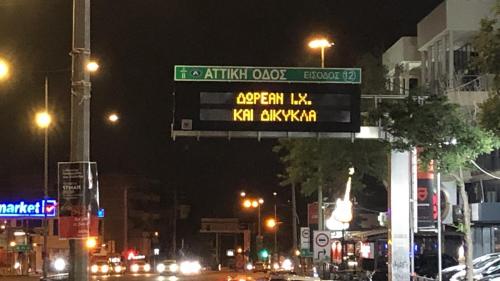 ΑΤΤΙΚΗ ΟΔΟΣ ΕΙΣΟΔΟΣ (12)
ΔΩΡΕΑΝ Ι.Χ.
ΚΑΙ ΔΙΚΥΚΛΑ
market